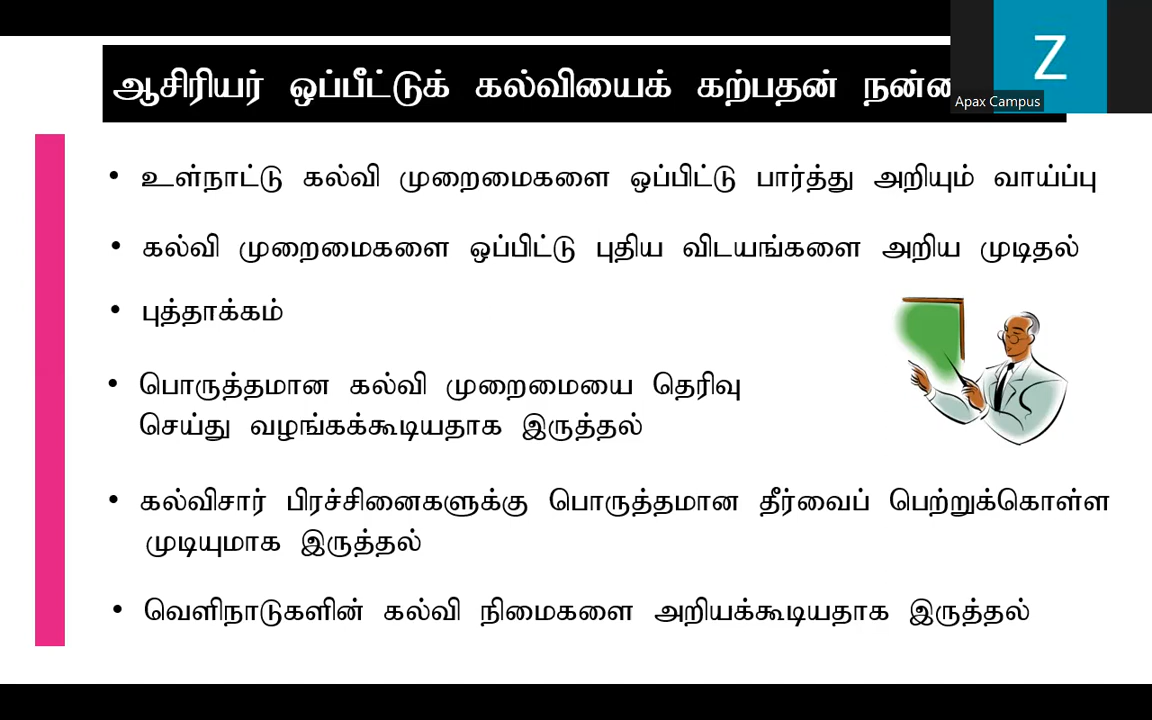 ஆசிரியர் ஒப்பீட்டுக் கல்வியைக் கற்பதன்
Z
Apax Campus
• உள்நாட்டு கல்வி முறைமைகளை ஒப்பிட்டு பார்த்து அறியும் வாய்ப்பு
• கல்வி முறைமைகளை ஒப்பிட்டு புதிய விடயங்களை அறிய முடிதல்
• புத்தாக்கம்
• பொருத்தமான கல்வி முறைமையை தெரிவு
செய்து வழங்கக்கூடியதாக இருத்தல்
• கல்விசார் பிரச்சினைகளுக்கு பொருத்தமான தீர்வைப் பெற்றுக்கொள்ள
முடியுமாக இருத்தல்
• வெளிநாடுகளின் கல்வி நிமைகளை அறியக்கூடியதாக இருத்தல்